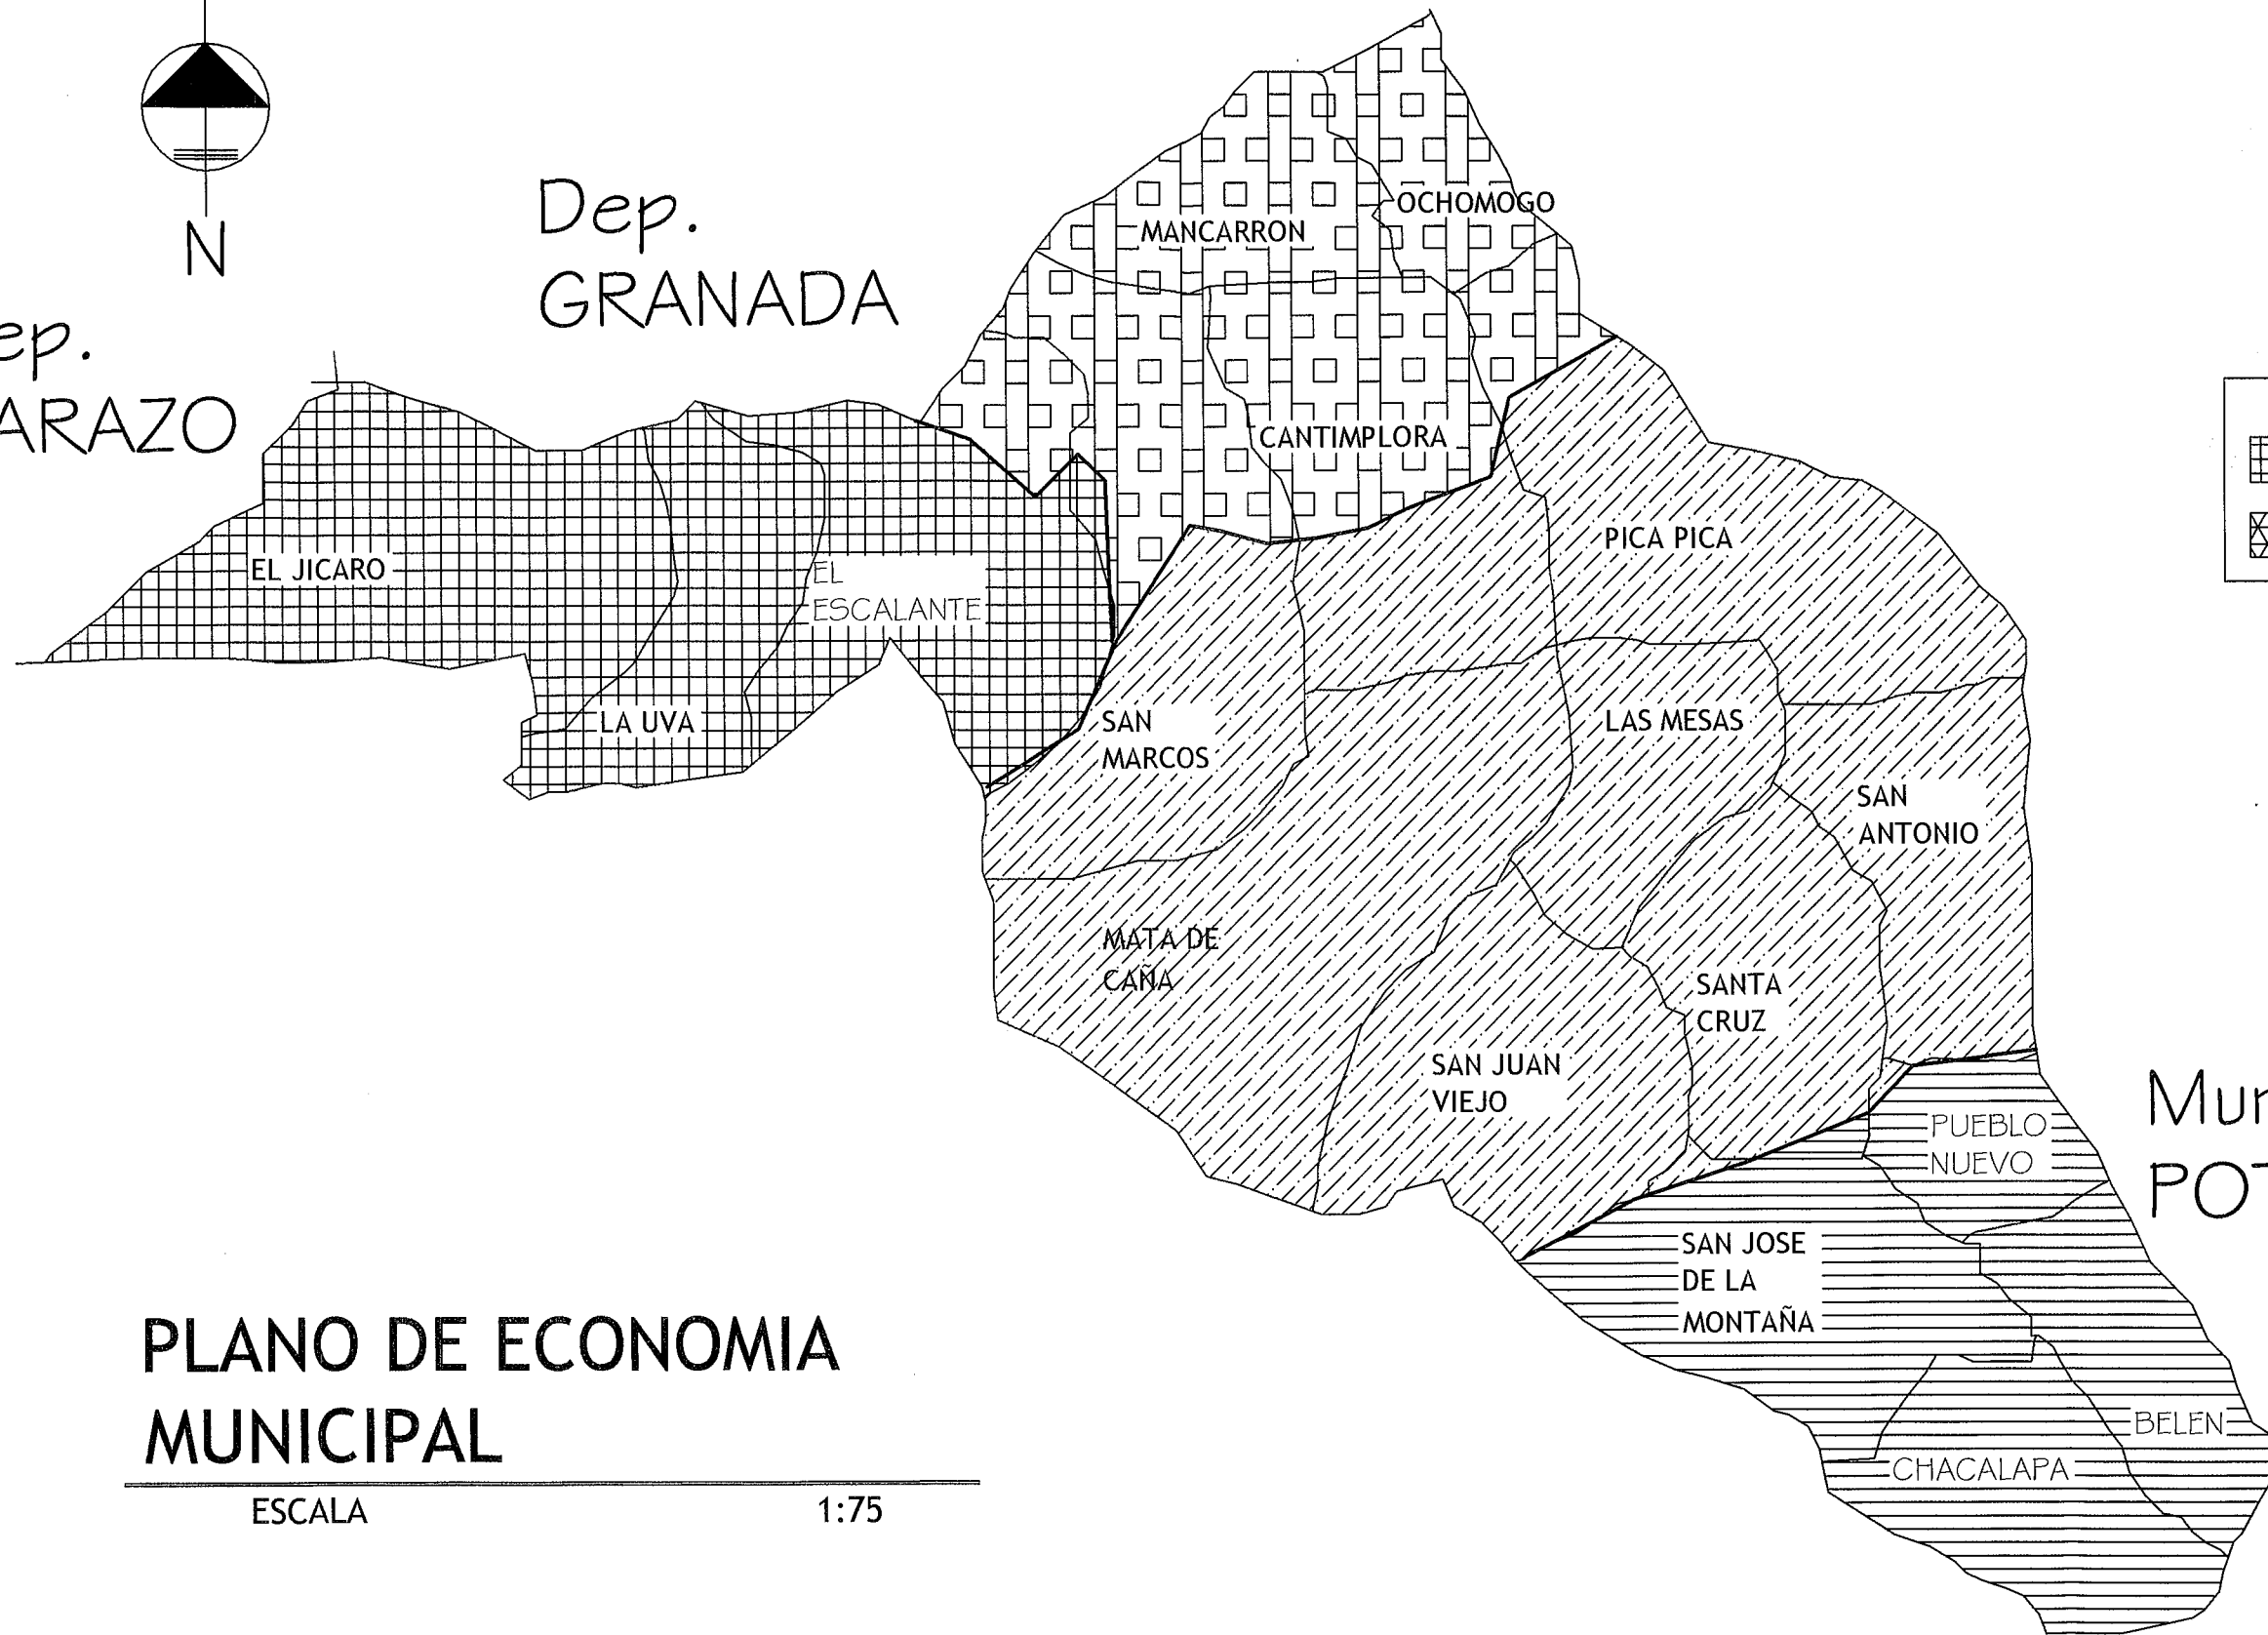 N
Dep.
GRANADA
ep.
ARAZO
MANCARRON
OCHOMOGO
CANTIMPLORA
EL JICARO
EL
ESCALANTE
LA UVA
PICA PICA
SAN
MARCOS
LAS MESAS
SAN
ANTONIO
MATA DE
CAÑA
SANTA
CRUZ
SAN JUAN
VIEJO
PUEBLO
NUEVO
Mun
POT
SAN JOSE
DE LA
MONTAÑA
BELEN
CHACALAPA
PLANO DE ECONOMIA
MUNICIPAL
ESCALA 1:75